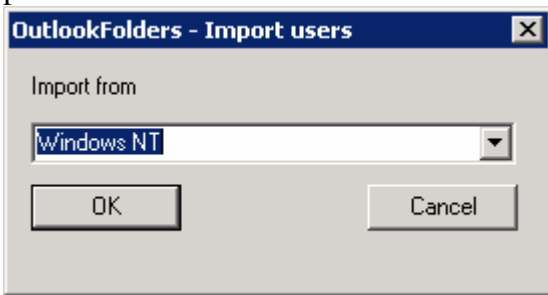 OutlookFolders - Import users
Import from
Windows NT
OK
Cancel